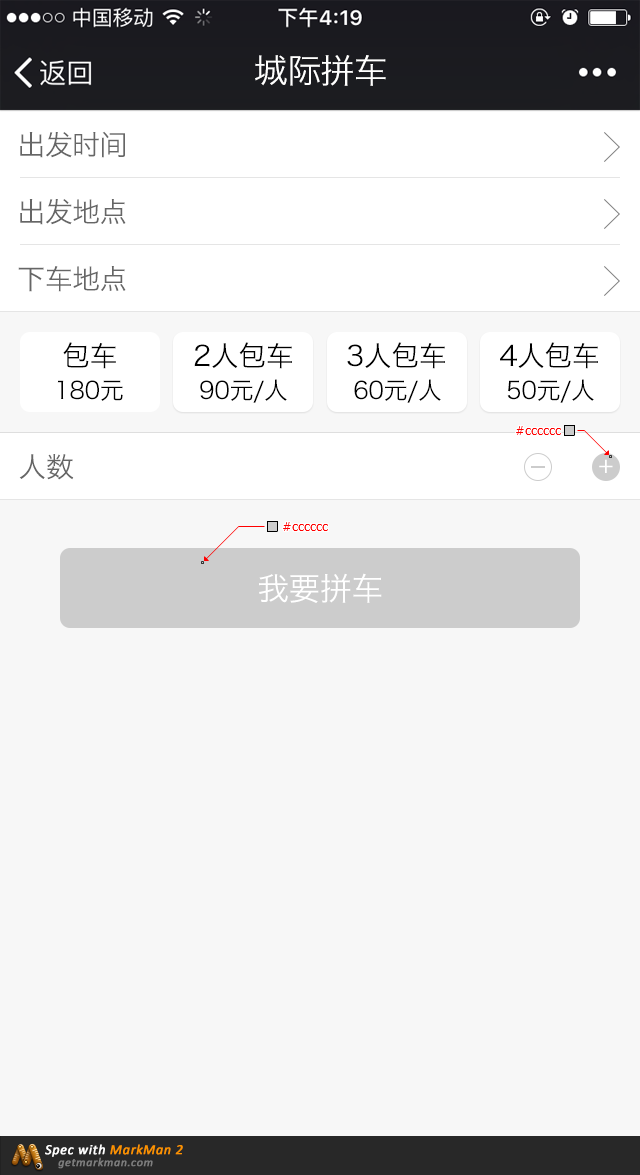 中国移动 下午4:19
返回 城际拼车
出发时间
出发地点
下车地点
包车 2人包车 3人包车 4人包车
180元 90元/人 60元/人 50元/人
#cccccc
人数
#cccccc
我要拼车
Spec with MarkMan 2
getmarkman.com